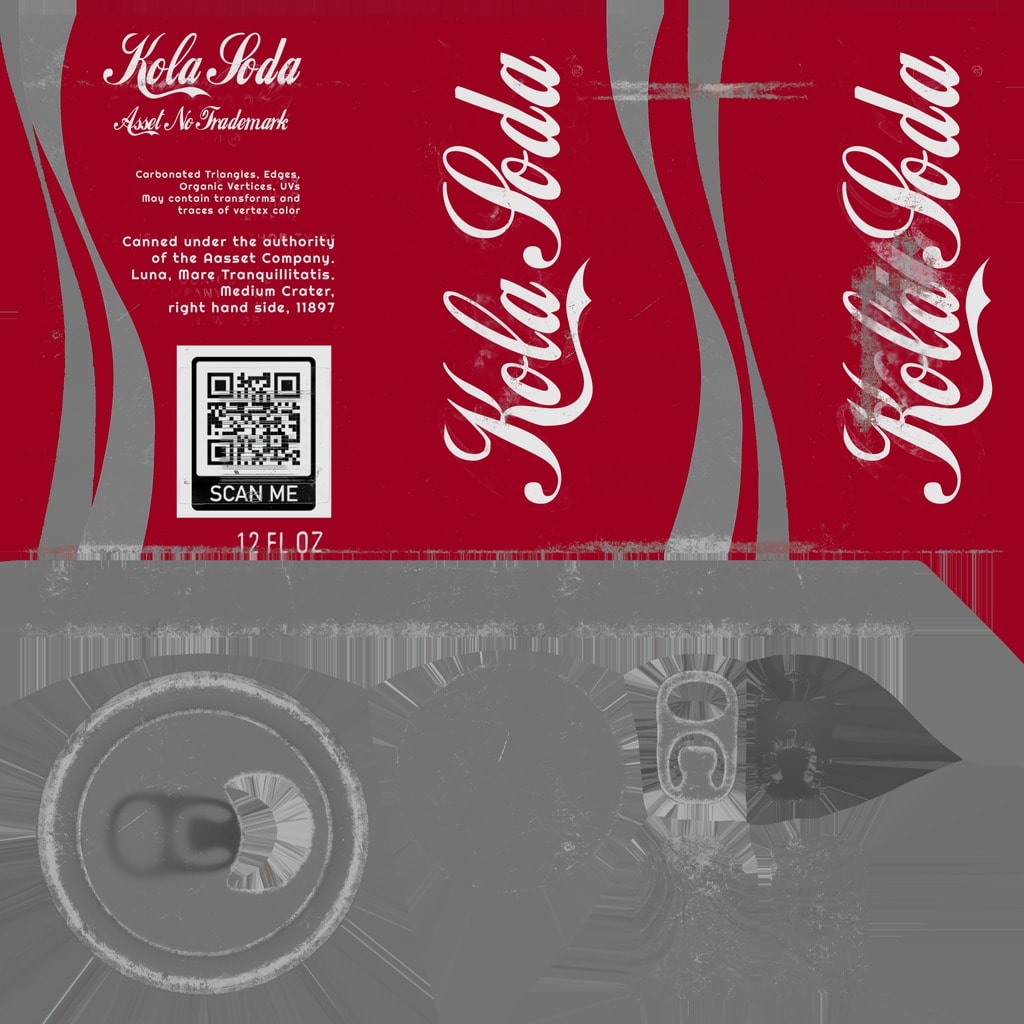 Kola Soda
Asset No Trademark
Carbonated Triangles, Edges,
Organic Vertices, UVs
May contain transforms and
traces of vertex color
Canned under the authority
of the Aasset Company.
Luna, Mare Tranquillitatis.
Medium Crater,
right hand side, 11897
SCAN ME
12 FL OZ
Kola Soda
Kola Soda